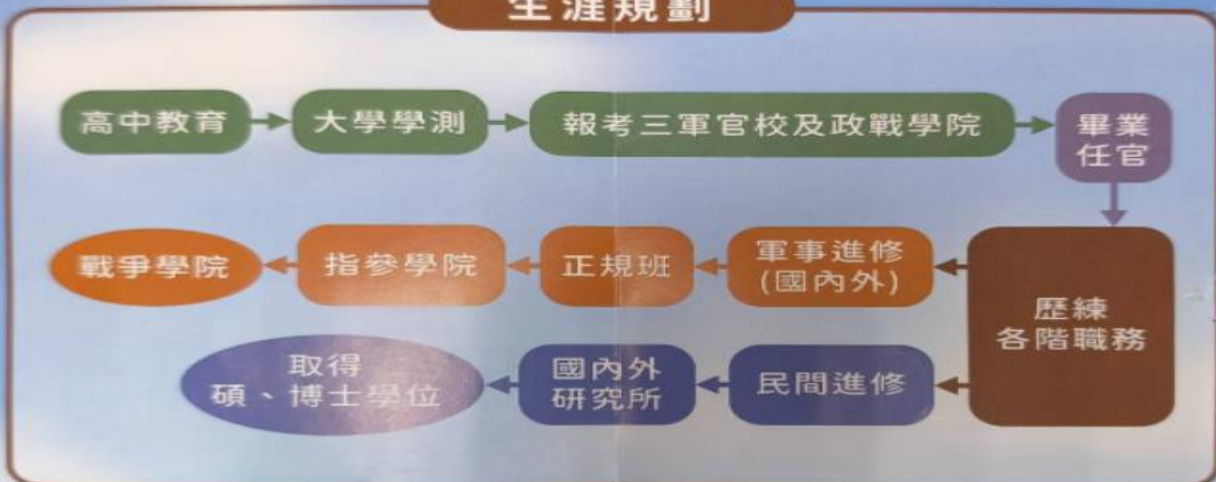 生涯規劃
高中教育
大學學測
報考三軍官校及政戰學院
畢業
任官
歷練
各階職務
軍事進修
(國內外)
正規班
指參學院
戰爭學院
民間進修
國內外
研究所
取得
碩、博士學位